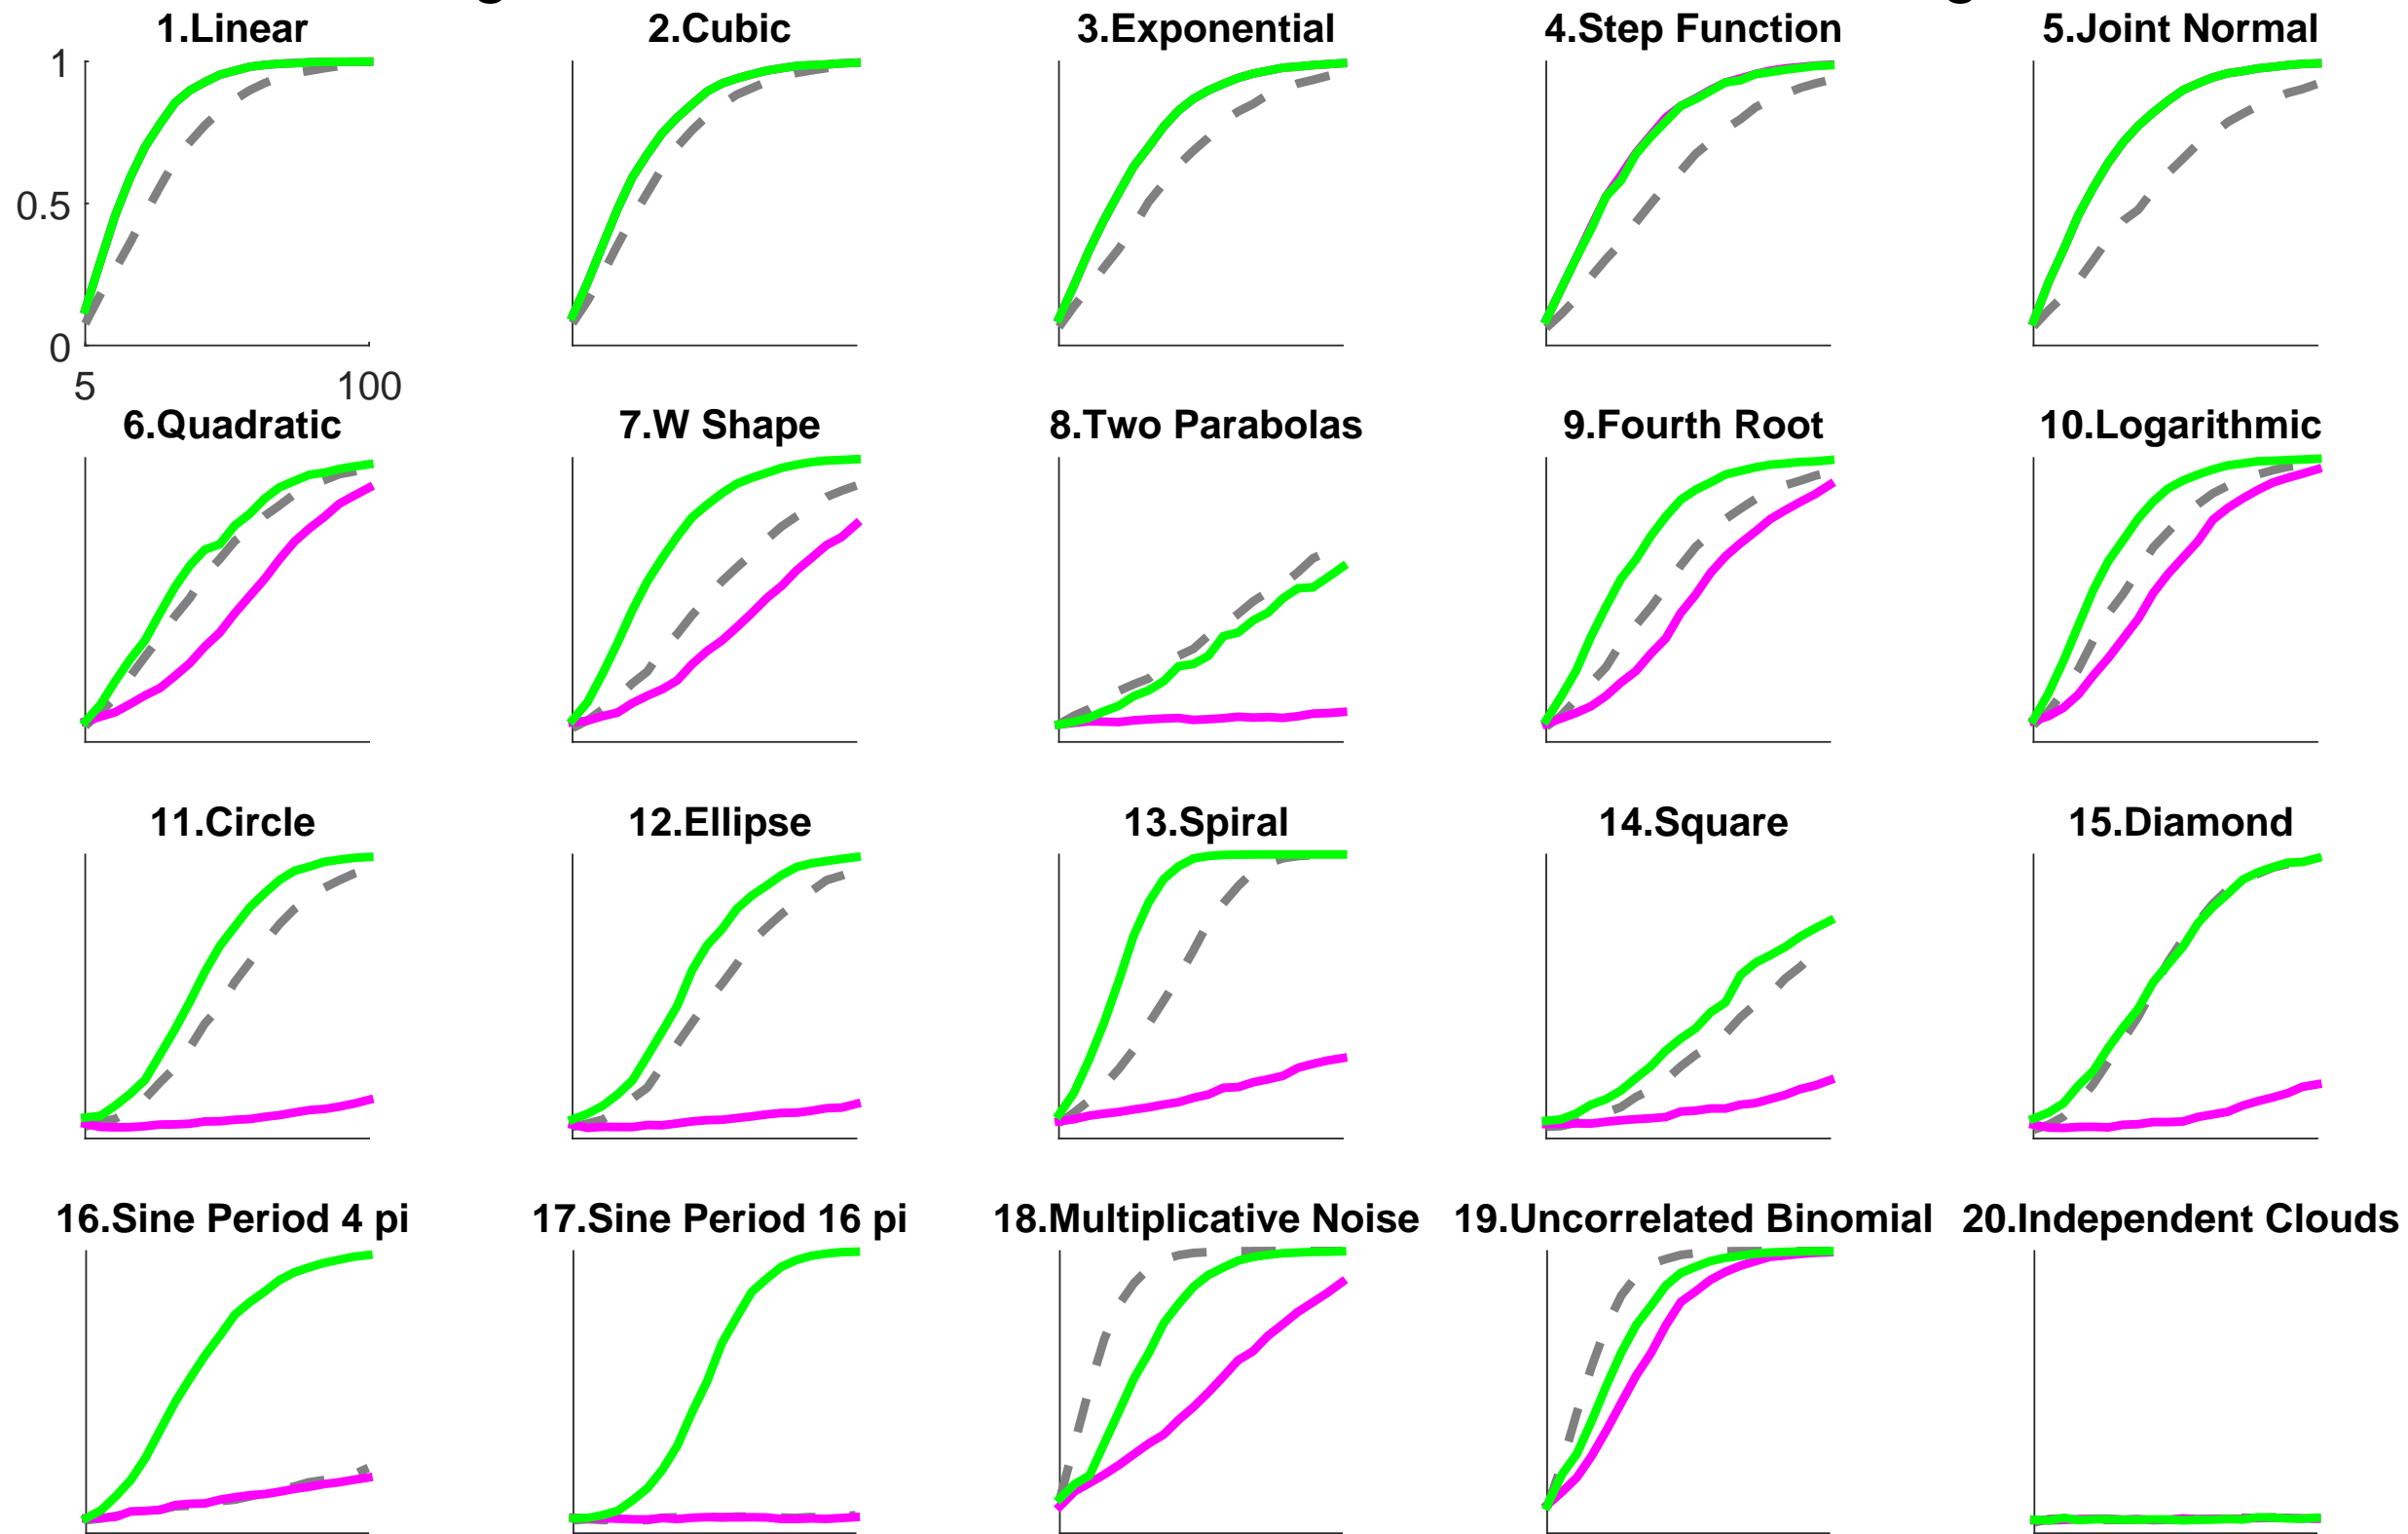 1.Linear 2.Cubic 3.Exponential 4.Step Function 5.Joint Normal
1
0.5
0
5 100
6.Quadratic 7.W Shape 8.Two Parabolas 9.Fourth Root 10.Logarithmic
11.Circle 12.Ellipse 13.Spiral 14.Square 15.Diamond
16.Sine Period 4 pi 17.Sine Period 16 pi 18.Multiplicative Noise 19.Uncorrelated Binomial 20.Independent Clouds